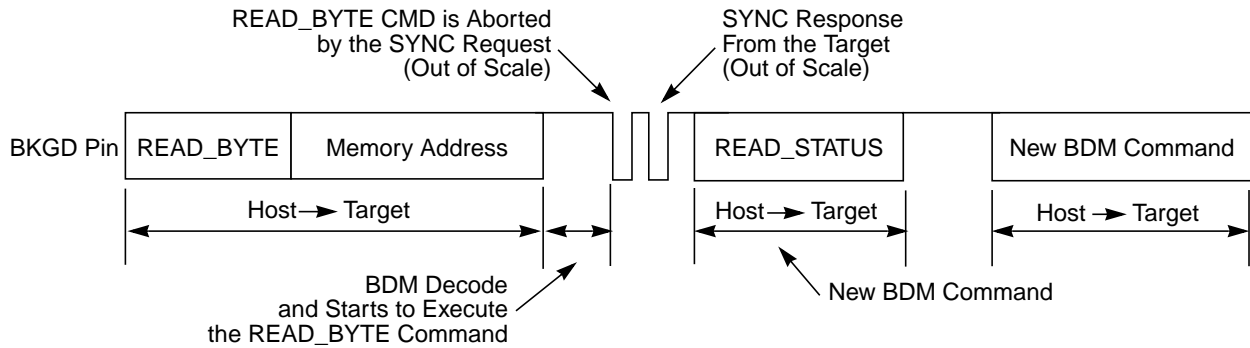 READ_BYTE CMD is Aborted
by the SYNC Request
(Out of Scale)
SYNC Response
From the Target
(Out of Scale)
BKGD Pin
READ_BYTE
Memory Address
READ_STATUS
New BDM Command
Host Target
Host Target
Host Target
BDM Decode
and Starts to Execute
the READ_BYTE Command
New BDM Command